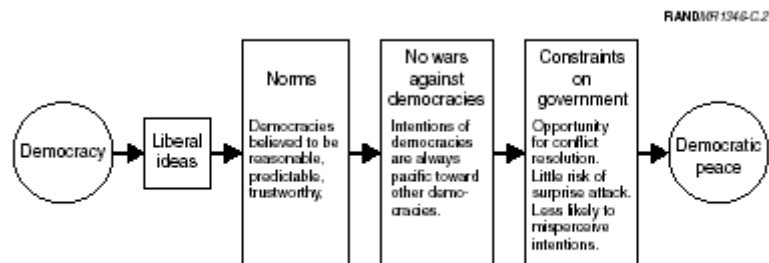 RAND MR1346-C.2
Democracy
Liberal
ideas
Norms
Democracies
believed to be
reasonable,
predictable,
trustworthy,
No wars
against
democracies
Intentions of
democracies
are always
pacific toward
other demo-
cracies.
Constraints
on
government
Opportunity
for conflict
resolution.
Little risk of
surprise attack.
Less likely to
misperceive
intentions.
Democratic
peace